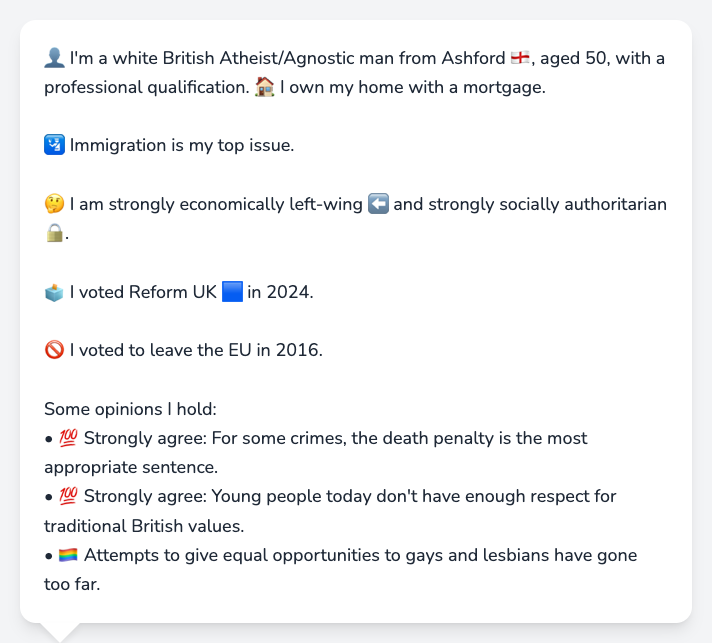 👤 I'm a white British Atheist/Agnostic man from Ashford 🏴󠁧󠁢󠁥󠁮󠁧󠁿, aged 50, with a
professional qualification. 🏠 I own my home with a mortgage.
🛂 Immigration is my top issue.
🤔 I am strongly economically left-wing ⬅️ and strongly socially authoritarian
🔒.
🗳️ I voted Reform UK 🟦 in 2024.
🚫 I voted to leave the EU in 2016.
Some opinions I hold:
• 💯 Strongly agree: For some crimes, the death penalty is the most
appropriate sentence.
• 💯 Strongly agree: Young people today don't have enough respect for
traditional British values.
• 🏳️‍🌈 Attempts to give equal opportunities to gays and lesbians have gone
too far.